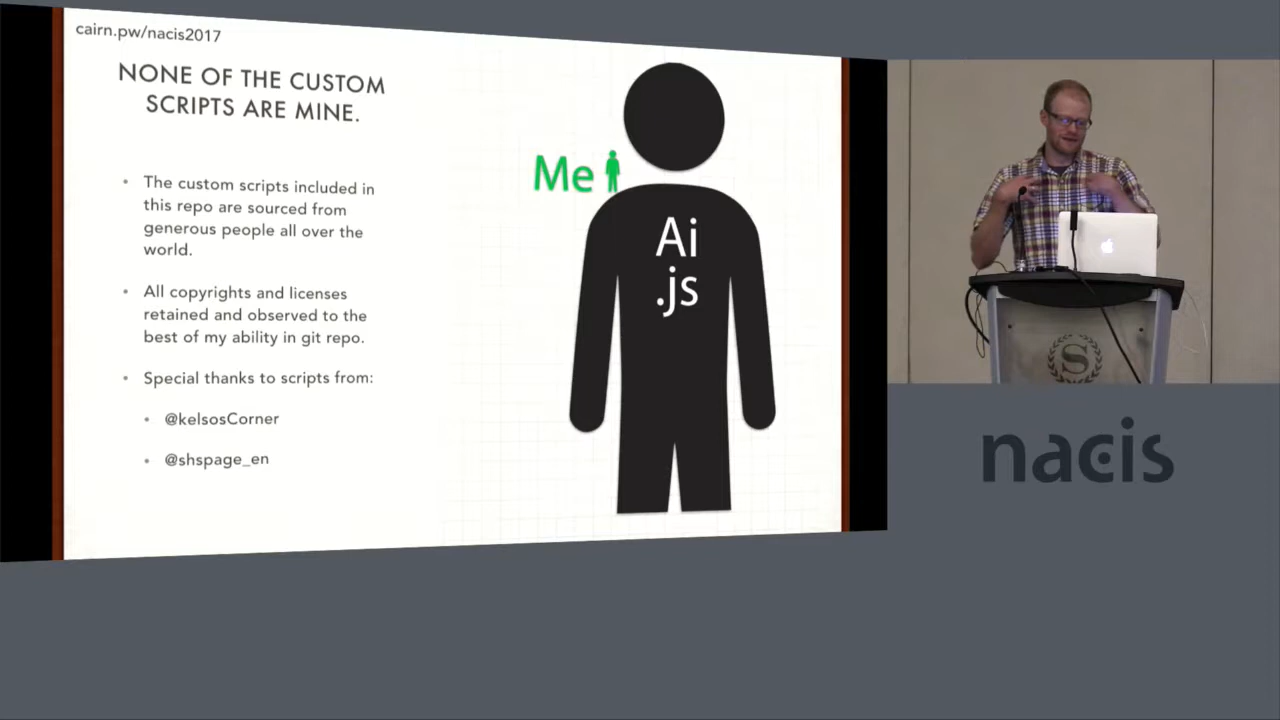 cairn.pw/nacis2017
NONE OF THE CUSTOM
SCRIPTS ARE MINE.
• The custom scripts included in
this repo are sourced from
generous people all over the
world.
• All copyrights and licenses
retained and observed to the
best of my ability in git repo.
• Special thanks to scripts from:
• @kelsosCorner
• @shspage_en
Me
Ai
.js
S
nacis